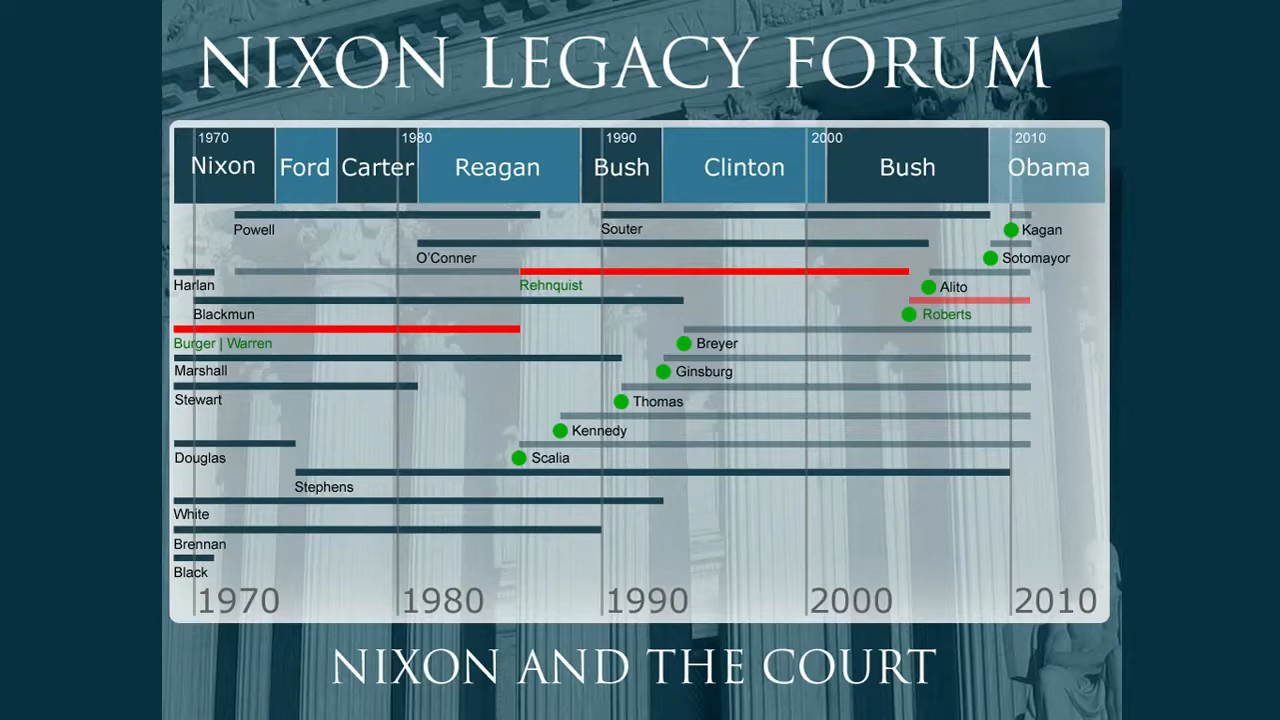 NIXON LEGACY FORUM
1970 1980 1990 2000 2010
Nixon Ford Carter Reagan Bush Clinton Bush Obama
Powell Souter Kagan
O'Conner Sotomayor
Harlan Rehnquist Alito
Blackmun Roberts
Burger | Warren Breyer
Marshall Ginsburg
Stewart Thomas
Kennedy
Douglas Scalia
Stephens
White
Brennan
Black
1970 1980 1990 2000 2010
NIXON AND THE COURT